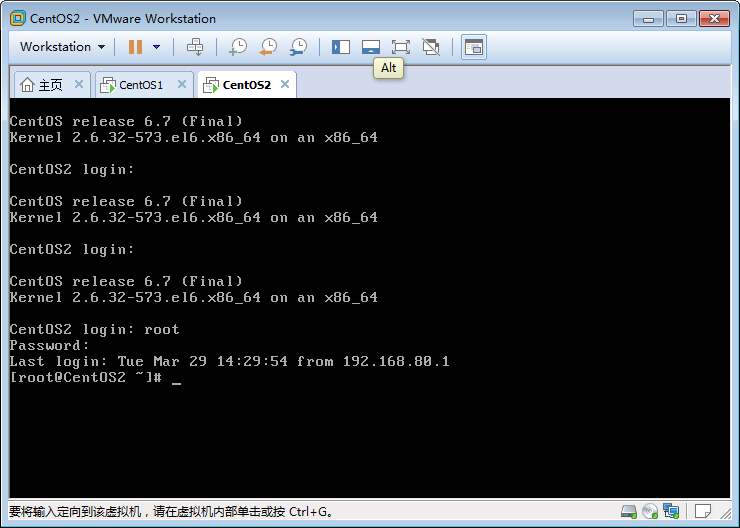 CentOS2 - VMware Workstation
Workstation
Alt
主页
CentOS1
CentOS2
CentOS release 6.7 (Final)
Kernel 2.6.32-573.el6.x86_64 on an x86_64
CentOS2 login:
CentOS release 6.7 (Final)
Kernel 2.6.32-573.el6.x86_64 on an x86_64
CentOS2 login:
CentOS release 6.7 (Final)
Kernel 2.6.32-573.el6.x86_64 on an x86_64
CentOS2 login: root
Password:
Last login: Tue Mar 29 14:29:54 from 192.168.80.1
[root@CentOS2 ~]# _
要将输入定向到该虚拟机，请在虚拟机内部单击或按 Ctrl+G。